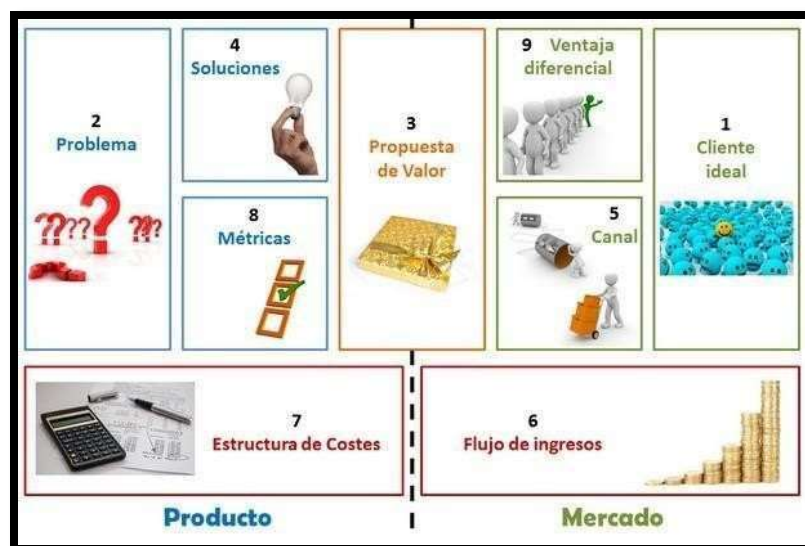 2
Problema
4
Soluciones
8
Métricas
3
Propuesta
de Valor
9 Ventaja
diferencial
5
Canal
1
Cliente
ideal
7
Estructura de Costes
6
Flujo de ingresos
Producto
Mercado